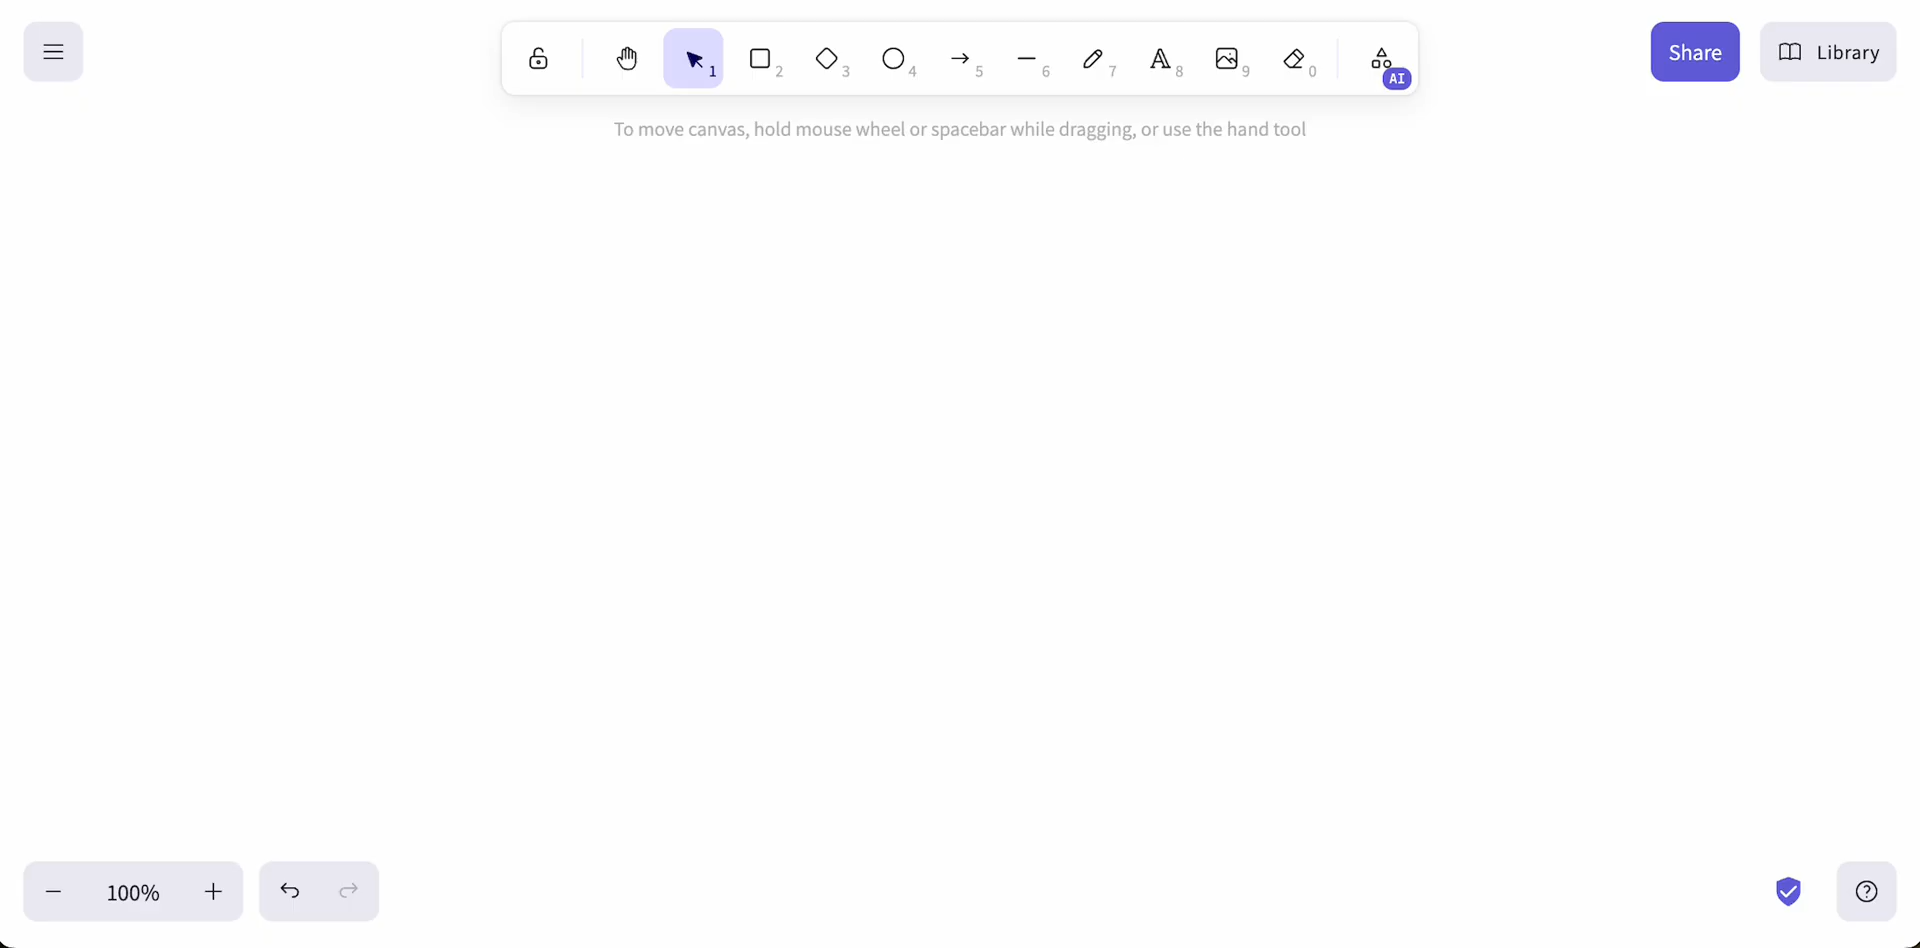 1 2 3 4 5 6 7 8 9 0 AI
Share
Library
To move canvas, hold mouse wheel or spacebar while dragging, or use the hand tool
100%